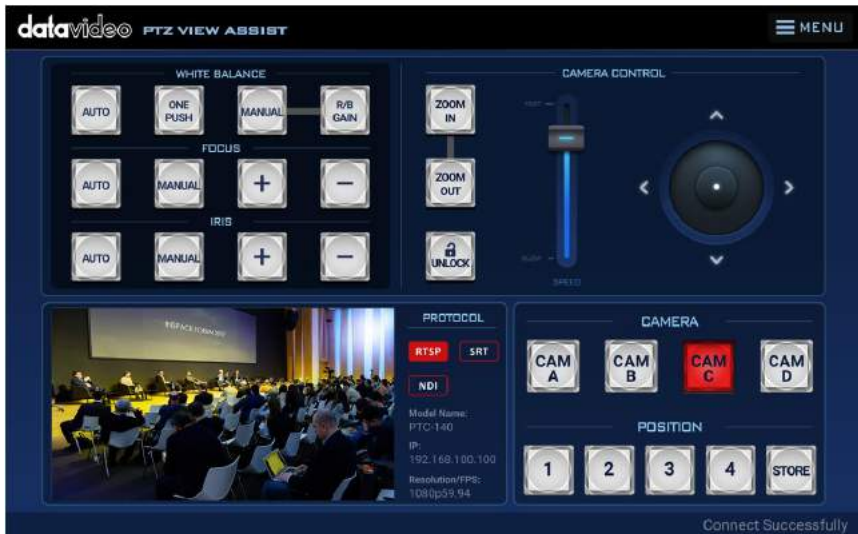 datavideo PTZ VIEW ASSIST
MENU
WHITE BALANCE
AUTO
ONE
PUSH
MANUAL
R/B
GAIN
FOCUS
AUTO
MANUAL
+
−
IRIS
AUTO
MANUAL
+
−
CAMERA CONTROL
ZOOM
IN
ZOOM
OUT
UNLOCK
SPEED
PROTOCOL
RTSP
SRT
NDI
Model Name:
PTC-140
IP:
192.168.100.100
Resolution/FPS:
1080p59.94
CAMERA
CAM
A
CAM
B
CAM
C
CAM
D
POSITION
1
2
3
4
STORE
Connect Successfully